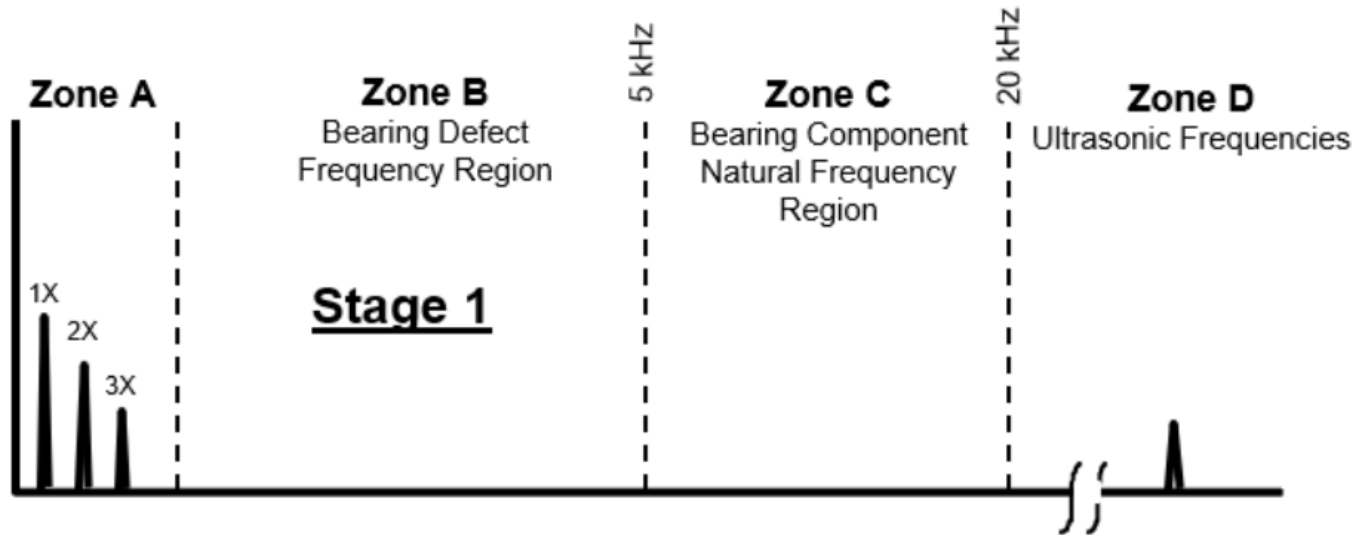 Zone A
Zone B
Bearing Defect
Frequency Region
5 kHz
Zone C
Bearing Component
Natural Frequency
Region
20 kHz
Zone D
Ultrasonic Frequencies
Stage 1
1X
2X
3X